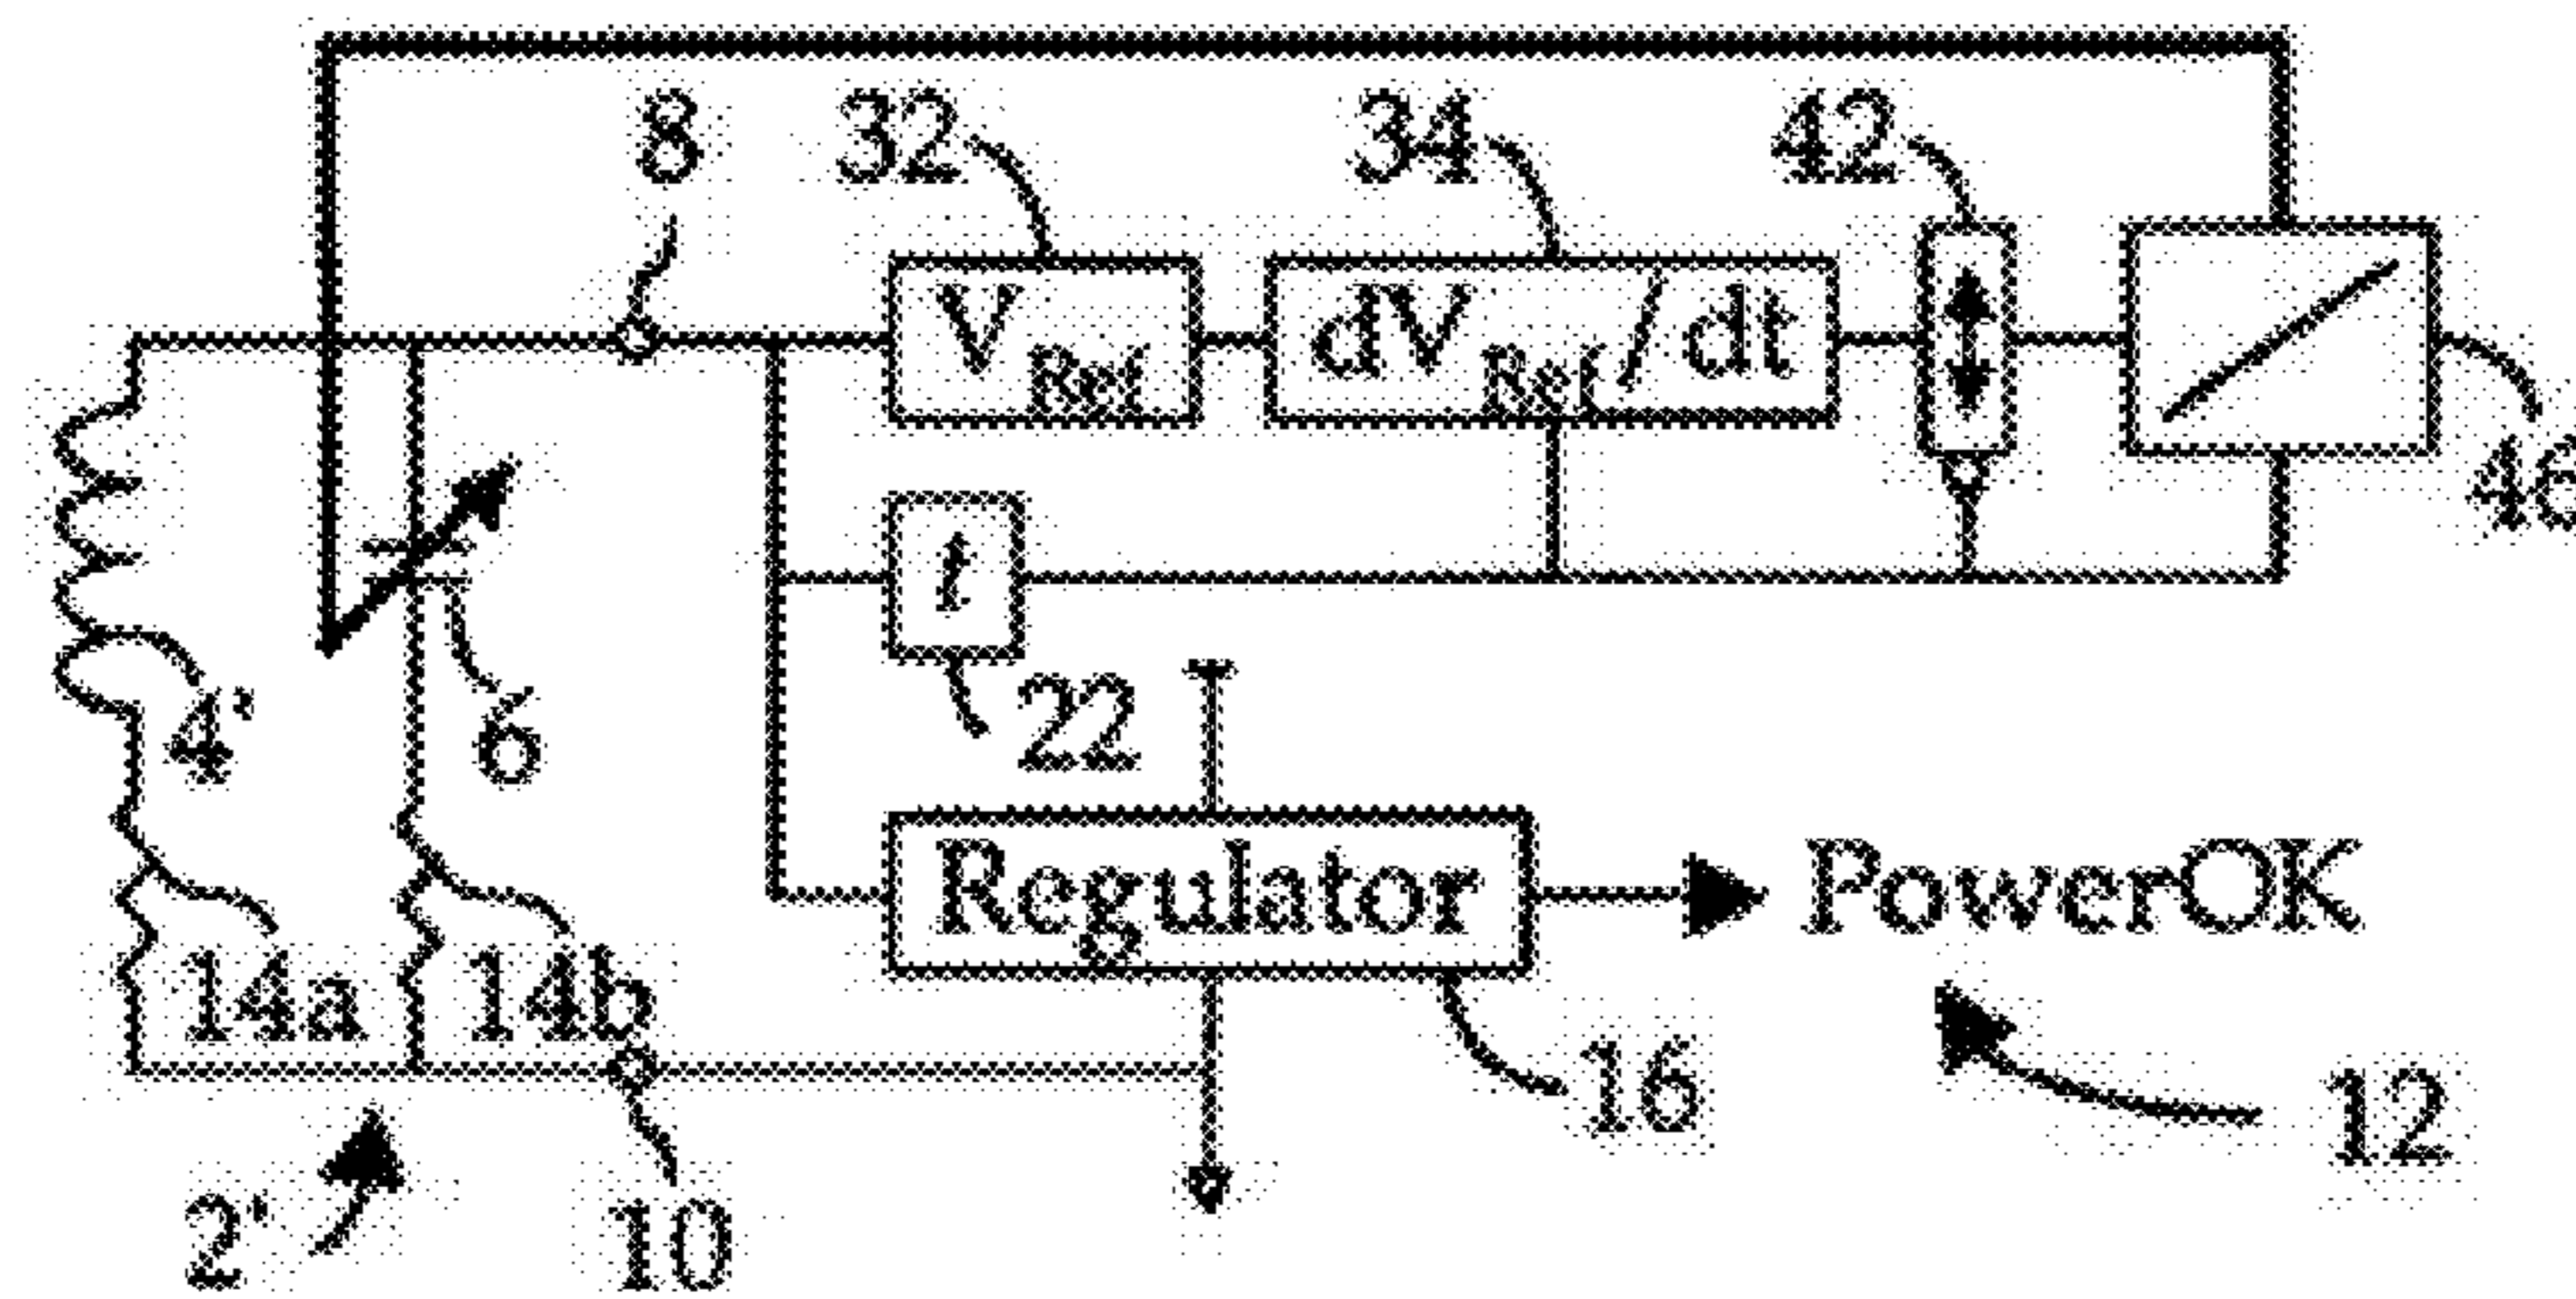 8 32 34 42
V Ref dV Ref/dt
46
t
4' 6 22
Regulator PowerOK
14a 14b
16 12
2' 10